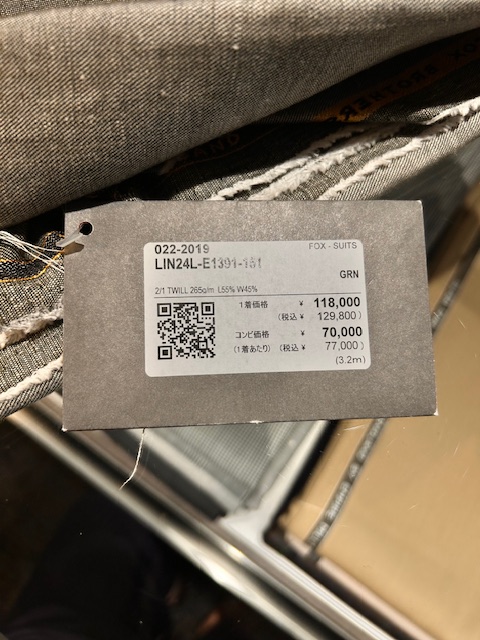 022-2019
FOX - SUITS
LIN24L-E1391-151
GRN
2/1 TWILL 265g/m L55% W45%
1着価格 ¥ 118,000
(税込 ¥ 129,800 )
コンビ価格 ¥ 70,000
(1着あたり) (税込 ¥ 77,000 )
(3.2m)